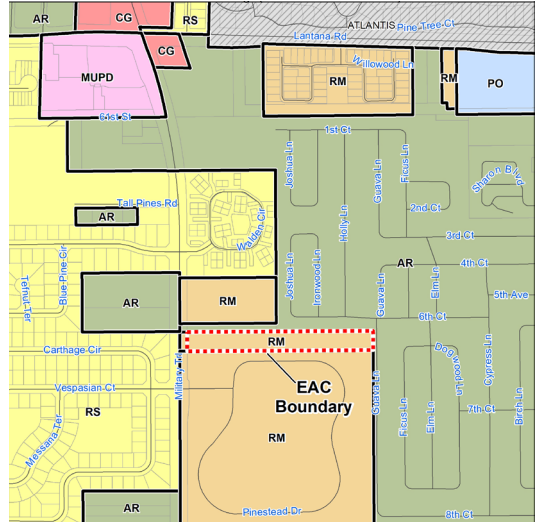 AR
CG
RS
ATLANTIS
Pine Tree Ct
Lantana Rd
CG
MUPD
Willowood Ln
RM
RM
PO
61st St
1st Ct
Joshua Ln
Holly Ln
Guava Ln
Ficus Ln
Sharon Blvd
Tall Pines Rd
AR
2nd Ct
Walden Cir
3rd Ct
Blue Pine Cir
Tefnut Ter
Joshua Ln
Ironwood Ln
AR
4th Ct
Guava Ln
Elm Ln
5th Ave
AR
RM
6th Ct
RM
Carthage Cir
Military Trl
Dogwood Ln
Cypress Ln
EAC
Boundary
Guava Ln
Vespasian Ct
RS
Messana Ter
RM
Ficus Ln
Elm Ln
7th Ct
Birch Ln
AR
Pinestead Dr
8th Ct